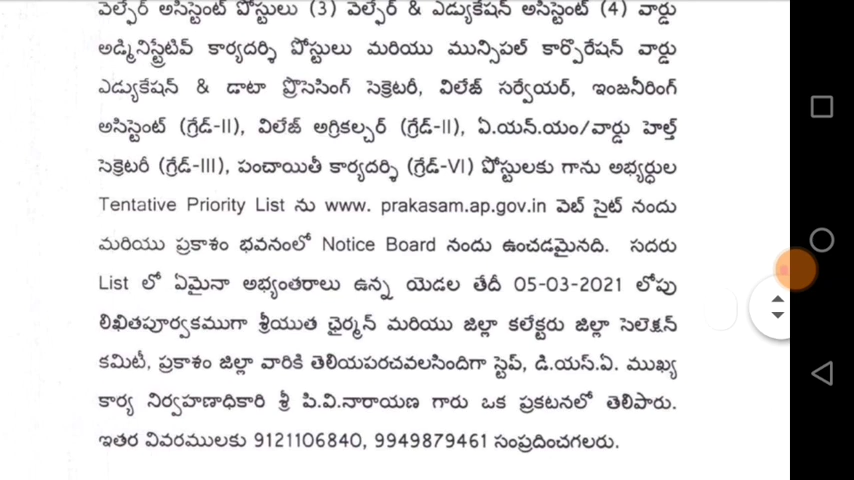 వెల్ఫేర్ అసిస్టెంట్ పోస్టులు (3) వెల్ఫేర్ & ఎడ్యుకేషన్ అసిస్టెంట్ (4) వార్డు
అడ్మినిస్ట్రేటివ్ కార్యదర్శి పోస్టులు మరియు మున్సిపల్ కార్పొరేషన్ వార్డు
ఎడ్యుకేషన్ & డాటా ప్రొసెసింగ్ సెక్రెటరీ, విలేజ్ సర్వేయర్, ఇంజనీరింగ్
అసిస్టెంట్ (గ్రేడ్-II), విలేజ్ అగ్రికల్చర్ (గ్రేడ్-II), ఏ.యన్.యం/వార్డు హెల్త్
సెక్రెటరీ (గ్రేడ్-III), పంచాయితీ కార్యదర్శి (గ్రేడ్-VI) పోస్టులకు గాను అభ్యర్ధుల
Tentative Priority List ను www. prakasam.ap.gov.in వెబ్ సైట్ నందు
మరియు ప్రకాశం భవనంలో Notice Board నందు ఉంచడమైనది. సదరు
List లో ఏమైనా అభ్యంతరాలు ఉన్న యెడల తేదీ 05-03-2021 లోపు
లిఖితపూర్వకముగా శ్రీయుత ఛైర్మన్ మరియు జిల్లా కలేక్టరు జిల్లా సెలెక్షన్
కమిటీ, ప్రకాశం జిల్లా వారికి తెలియపరచవలసిందిగా స్టెప్, డి.యస్.ఏ. ముఖ్య
కార్య నిర్వహణాధికారి శ్రీ పి.వి.నారాయణ గారు ఒక ప్రకటనలో తెలిపారు.
ఇతర వివరములకు 9121106840, 9949879461 సంప్రదించగలరు.